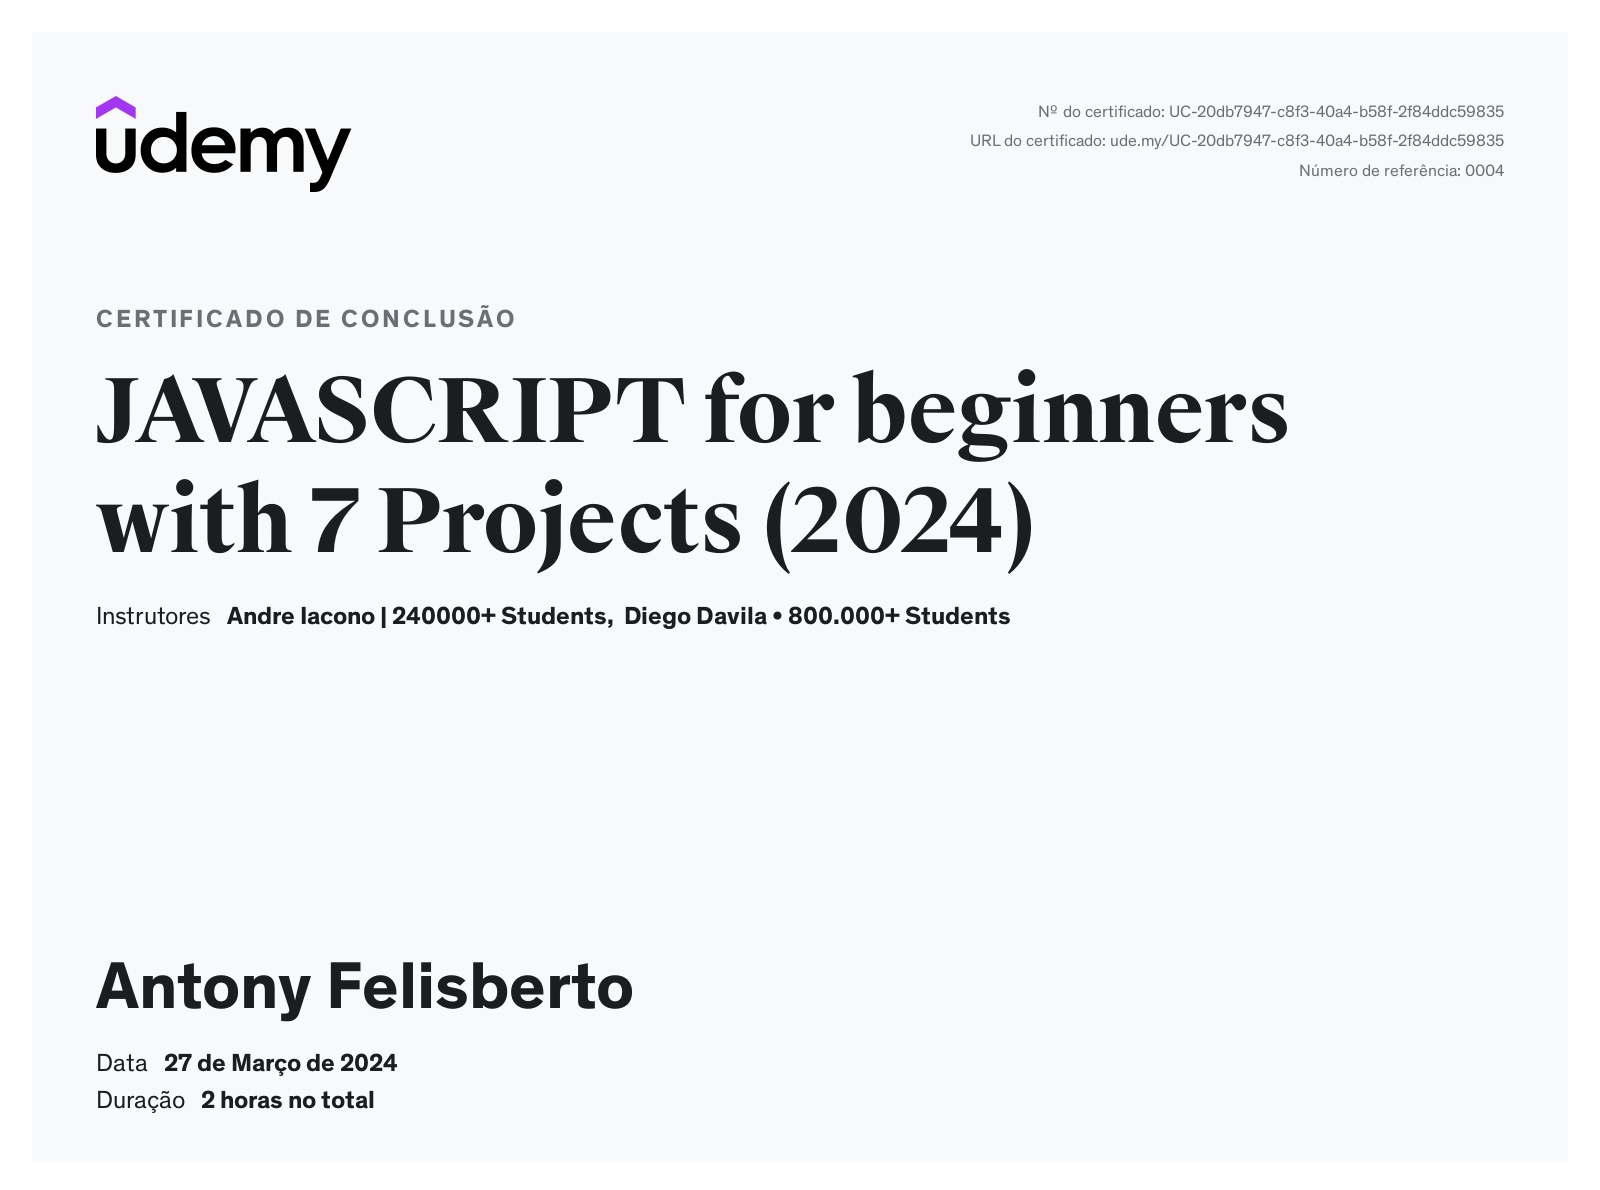 udemy
Nº do certificado: UC-20db7947-c8f3-40a4-b58f-2f84ddc59835
URL do certificado: ude.my/UC-20db7947-c8f3-40a4-b58f-2f84ddc59835
Número de referência: 0004
CERTIFICADO DE CONCLUSÃO
JAVASCRIPT for beginners
with 7 Projects (2024)
Instrutores Andre Iacono | 240000+ Students, Diego Davila • 800.000+ Students
Antony Felisberto
Data 27 de Março de 2024
Duração 2 horas no total